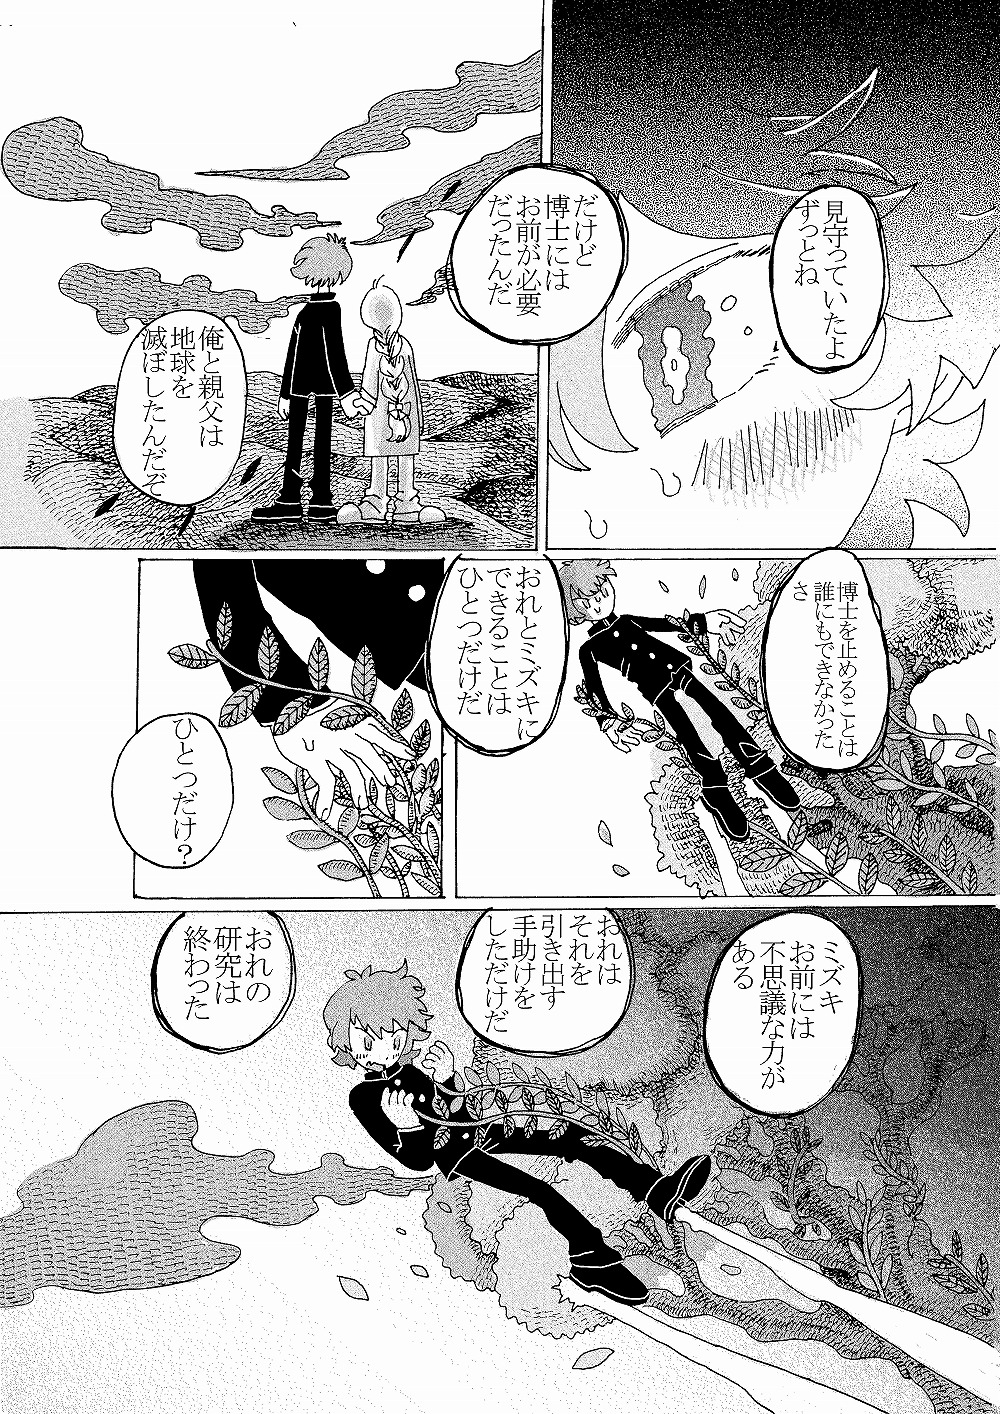 見守っていたよ
ずっとね
だけど
博士には
お前が必要
だったんだ
俺と親父は
地球を
滅ぼしたんだぞ
博士を止めることは
誰にもできなかった
さ
おれとミズキに
できることは
ひとつだけだ
ひとつだけ？
ミズキ
お前には
不思議な力が
ある
おれは
それを
引き出す
手助けを
しただけだ
おれの
研究は
終わった